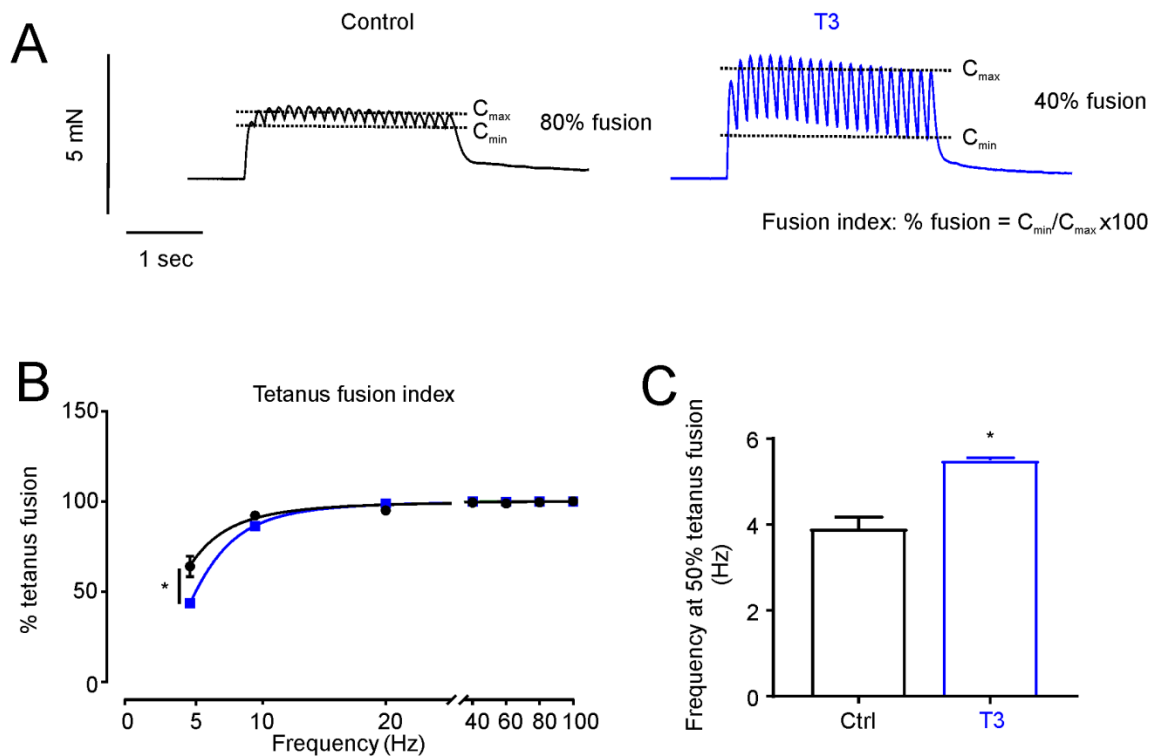 A
Control
T3
5 mN
1 sec
Cmax
Cmin
80% fusion
Cmax
Cmin
40% fusion
Fusion index: % fusion = Cmin/Cmax x100
B
Tetanus fusion index
% tetanus fusion
150
100
50
0
*
0 5 10 20 40 60 80 100
Frequency (Hz)
C
Frequency at 50% tetanus fusion
(Hz)
6
4
2
0
*
Ctrl
T3